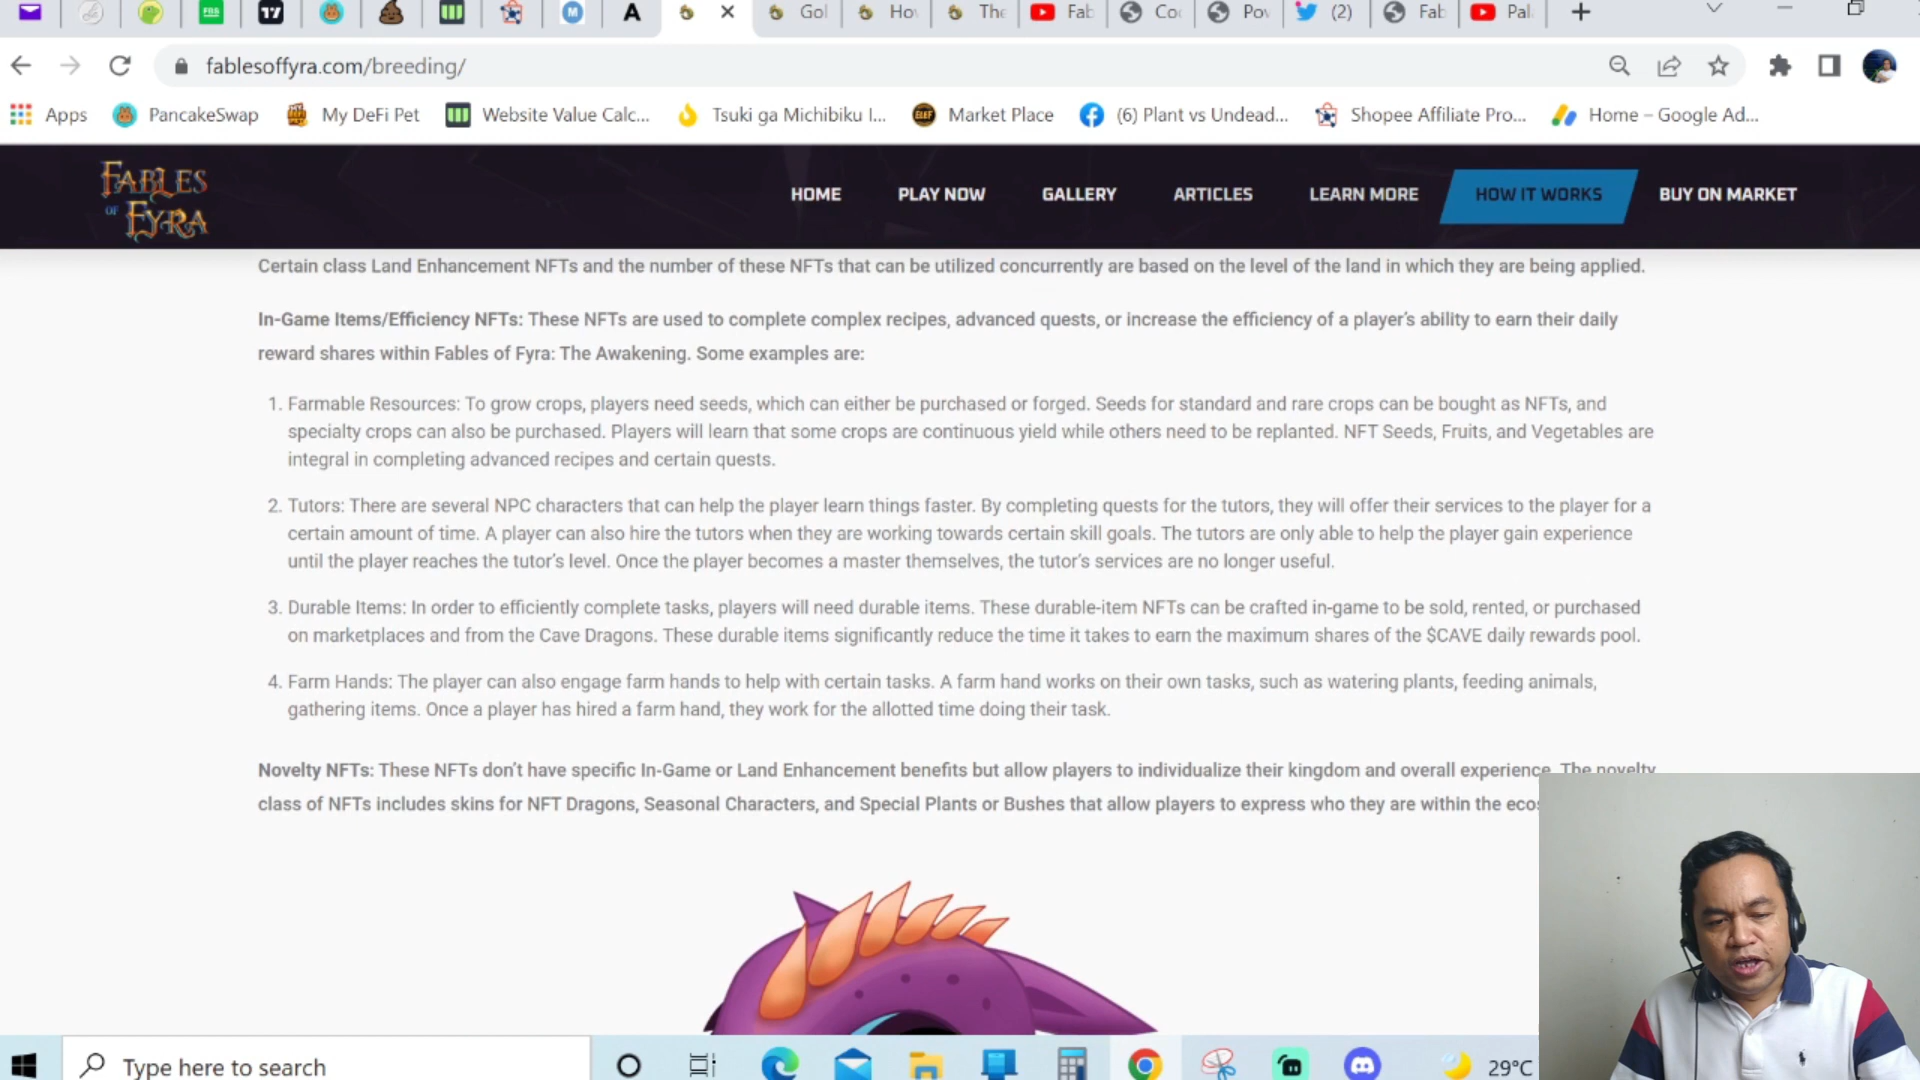 Gol
Ho
The
Fab
Co
Pov
(2)
Fab
Pal
fablesoffyra.com/breeding/
Apps
PancakeSwap
My DeFi Pet
Website Value Calc...
Tsuki ga Michibiku I...
Market Place
(6) Plant vs Undead...
Shopee Affiliate Pro...
Home – Google Ad...
FABLES
OF
FYRA
HOME
PLAY NOW
GALLERY
ARTICLES
LEARN MORE
HOW IT WORKS
BUY ON MARKET
Certain class Land Enhancement NFTs and the number of these NFTs that can be utilized concurrently are based on the level of the land in which they are being applied.
In-Game Items/Efficiency NFTs: These NFTs are used to complete complex recipes, advanced quests, or increase the efficiency of a player's ability to earn their daily
reward shares within Fables of Fyra: The Awakening. Some examples are:
1. Farmable Resources: To grow crops, players need seeds, which can either be purchased or forged. Seeds for standard and rare crops can be bought as NFTs, and
specialty crops can also be purchased. Players will learn that some crops are continuous yield while others need to be replanted. NFT Seeds, Fruits, and Vegetables are
integral in completing advanced recipes and certain quests.
2. Tutors: There are several NPC characters that can help the player learn things faster. By completing quests for the tutors, they will offer their services to the player for a
certain amount of time. A player can also hire the tutors when they are working towards certain skill goals. The tutors are only able to help the player gain experience
until the player reaches the tutor's level. Once the player becomes a master themselves, the tutor's services are no longer useful.
3. Durable Items: In order to efficiently complete tasks, players will need durable items. These durable-item NFTs can be crafted in-game to be sold, rented, or purchased
on marketplaces and from the Cave Dragons. These durable items significantly reduce the time it takes to earn the maximum shares of the $CAVE daily rewards pool.
4. Farm Hands: The player can also engage farm hands to help with certain tasks. A farm hand works on their own tasks, such as watering plants, feeding animals,
gathering items. Once a player has hired a farm hand, they work for the allotted time doing their task.
Novelty NFTs: These NFTs don't have specific In-Game or Land Enhancement benefits but allow players to individualize their kingdom and overall experience. The novelty
class of NFTs includes skins for NFT Dragons, Seasonal Characters, and Special Plants or Bushes that allow players to express who they are within the ecos
Type here to search
29°C